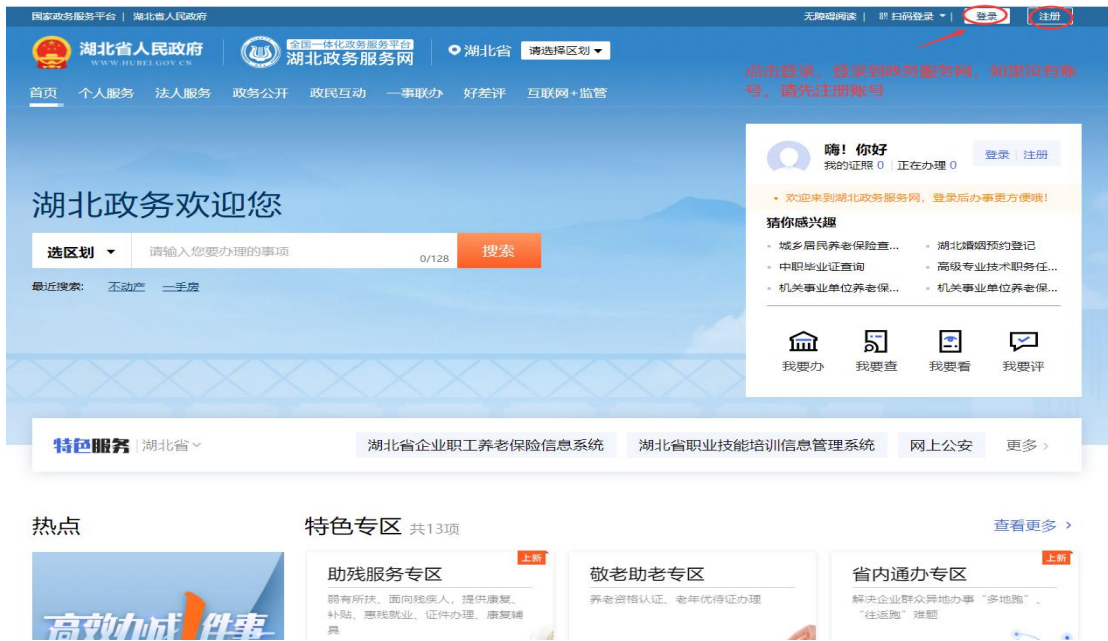 国家政务服务平台 | 湖北省人民政府
无障碍阅读 | 扫码登录 | 登录 注册
湖北省人民政府
WWW.HUBEI.GOV.CN
全国一体化政务服务平台
湖北政务服务网
湖北省 请选择区划
点击登录，登录到政务服务网，如果没有账
号，请先注册账号
首页 个人服务 法人服务 政务公开 政民互动 一事联办 好差评 互联网+监管
嗨！你好
我的证照 0 正在办理 0
登录 注册
欢迎来到湖北政务服务网，登录后办事更方便哦！
湖北政务欢迎您
选区划 请输入您要办理的事项 0/128 搜索
最近搜索: 不动产 一手房
猜你感兴趣
城乡居民养老保险查... 湖北婚姻预约登记
中职毕业证查询 高级专业技术职务任...
机关事业单位养老保... 机关事业单位养老保...
我要办 我要查 我要看 我要评
特色服务 湖北省 湖北省企业职工养老保险信息系统 湖北省职业技能培训信息管理系统 网上公安 更多 >
热点
特色专区 共13项
查看更多 >
高效办成一件事
上新
助残服务专区
弱有所扶、面向残疾人，提供康复、
补贴、惠残就业、证件办理、康复辅
具
敬老助老专区
养老资格认证、老年优待证办理
上新
省内通办专区
解决企业群众异地办事“多地跑”、
“往返跑”难题